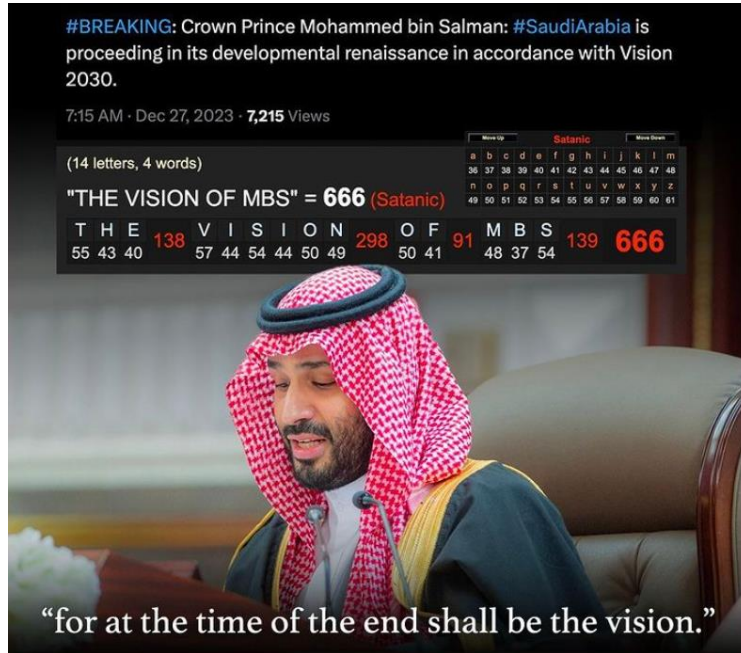 #BREAKING: Crown Prince Mohammed bin Salman: #SaudiArabia is
proceeding in its developmental renaissance in accordance with Vision
2030.
7:15 AM · Dec 27, 2023 · 7,215 Views
(14 letters, 4 words)
"THE VISION OF MBS" = 666 (Satanic)
Move Up Satanic Move Down
a b c d e f g h i j k l m
36 37 38 39 40 41 42 43 44 45 46 47 48
n o p q r s t u v w x y z
49 50 51 52 53 54 55 56 57 58 59 60 61
T H E 138 V I S I O N 298 O F 91 M B S 139 666
55 43 40 57 44 54 44 50 49 50 41 48 37 54
“for at the time of the end shall be the vision.”